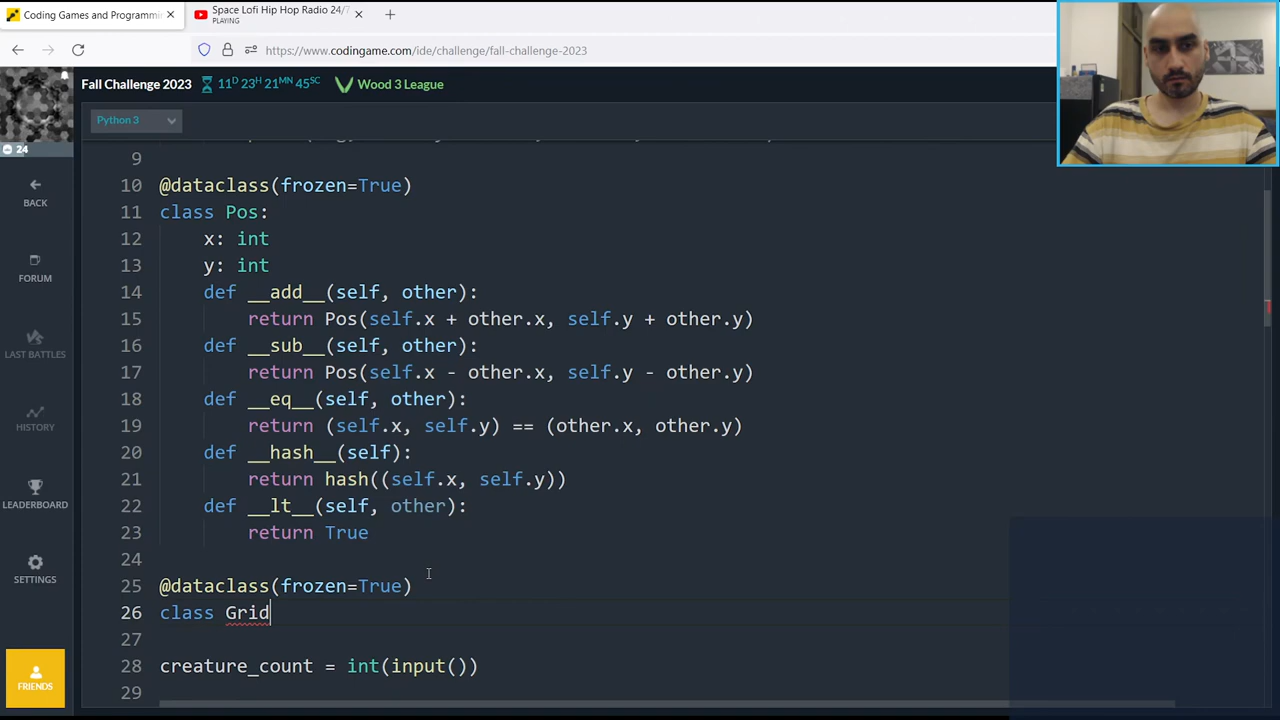 Coding Games and Programmin
Space Lofi Hip Hop Radio 24/7
PLAYING
https://www.codingame.com/ide/challenge/fall-challenge-2023
Fall Challenge 2023
11D 23H 21MN 45SC
Wood 3 League
Python 3
24
BACK
FORUM
LAST BATTLES
HISTORY
LEADERBOARD
SETTINGS
FRIENDS
9
10 @dataclass(frozen=True)
11 class Pos:
12     x: int
13     y: int
14     def __add__(self, other):
15         return Pos(self.x + other.x, self.y + other.y)
16     def __sub__(self, other):
17         return Pos(self.x - other.x, self.y - other.y)
18     def __eq__(self, other):
19         return (self.x, self.y) == (other.x, other.y)
20     def __hash__(self):
21         return hash((self.x, self.y))
22     def __lt__(self, other):
23         return True
24
25 @dataclass(frozen=True)
26 class Grid
27
28 creature_count = int(input())
29